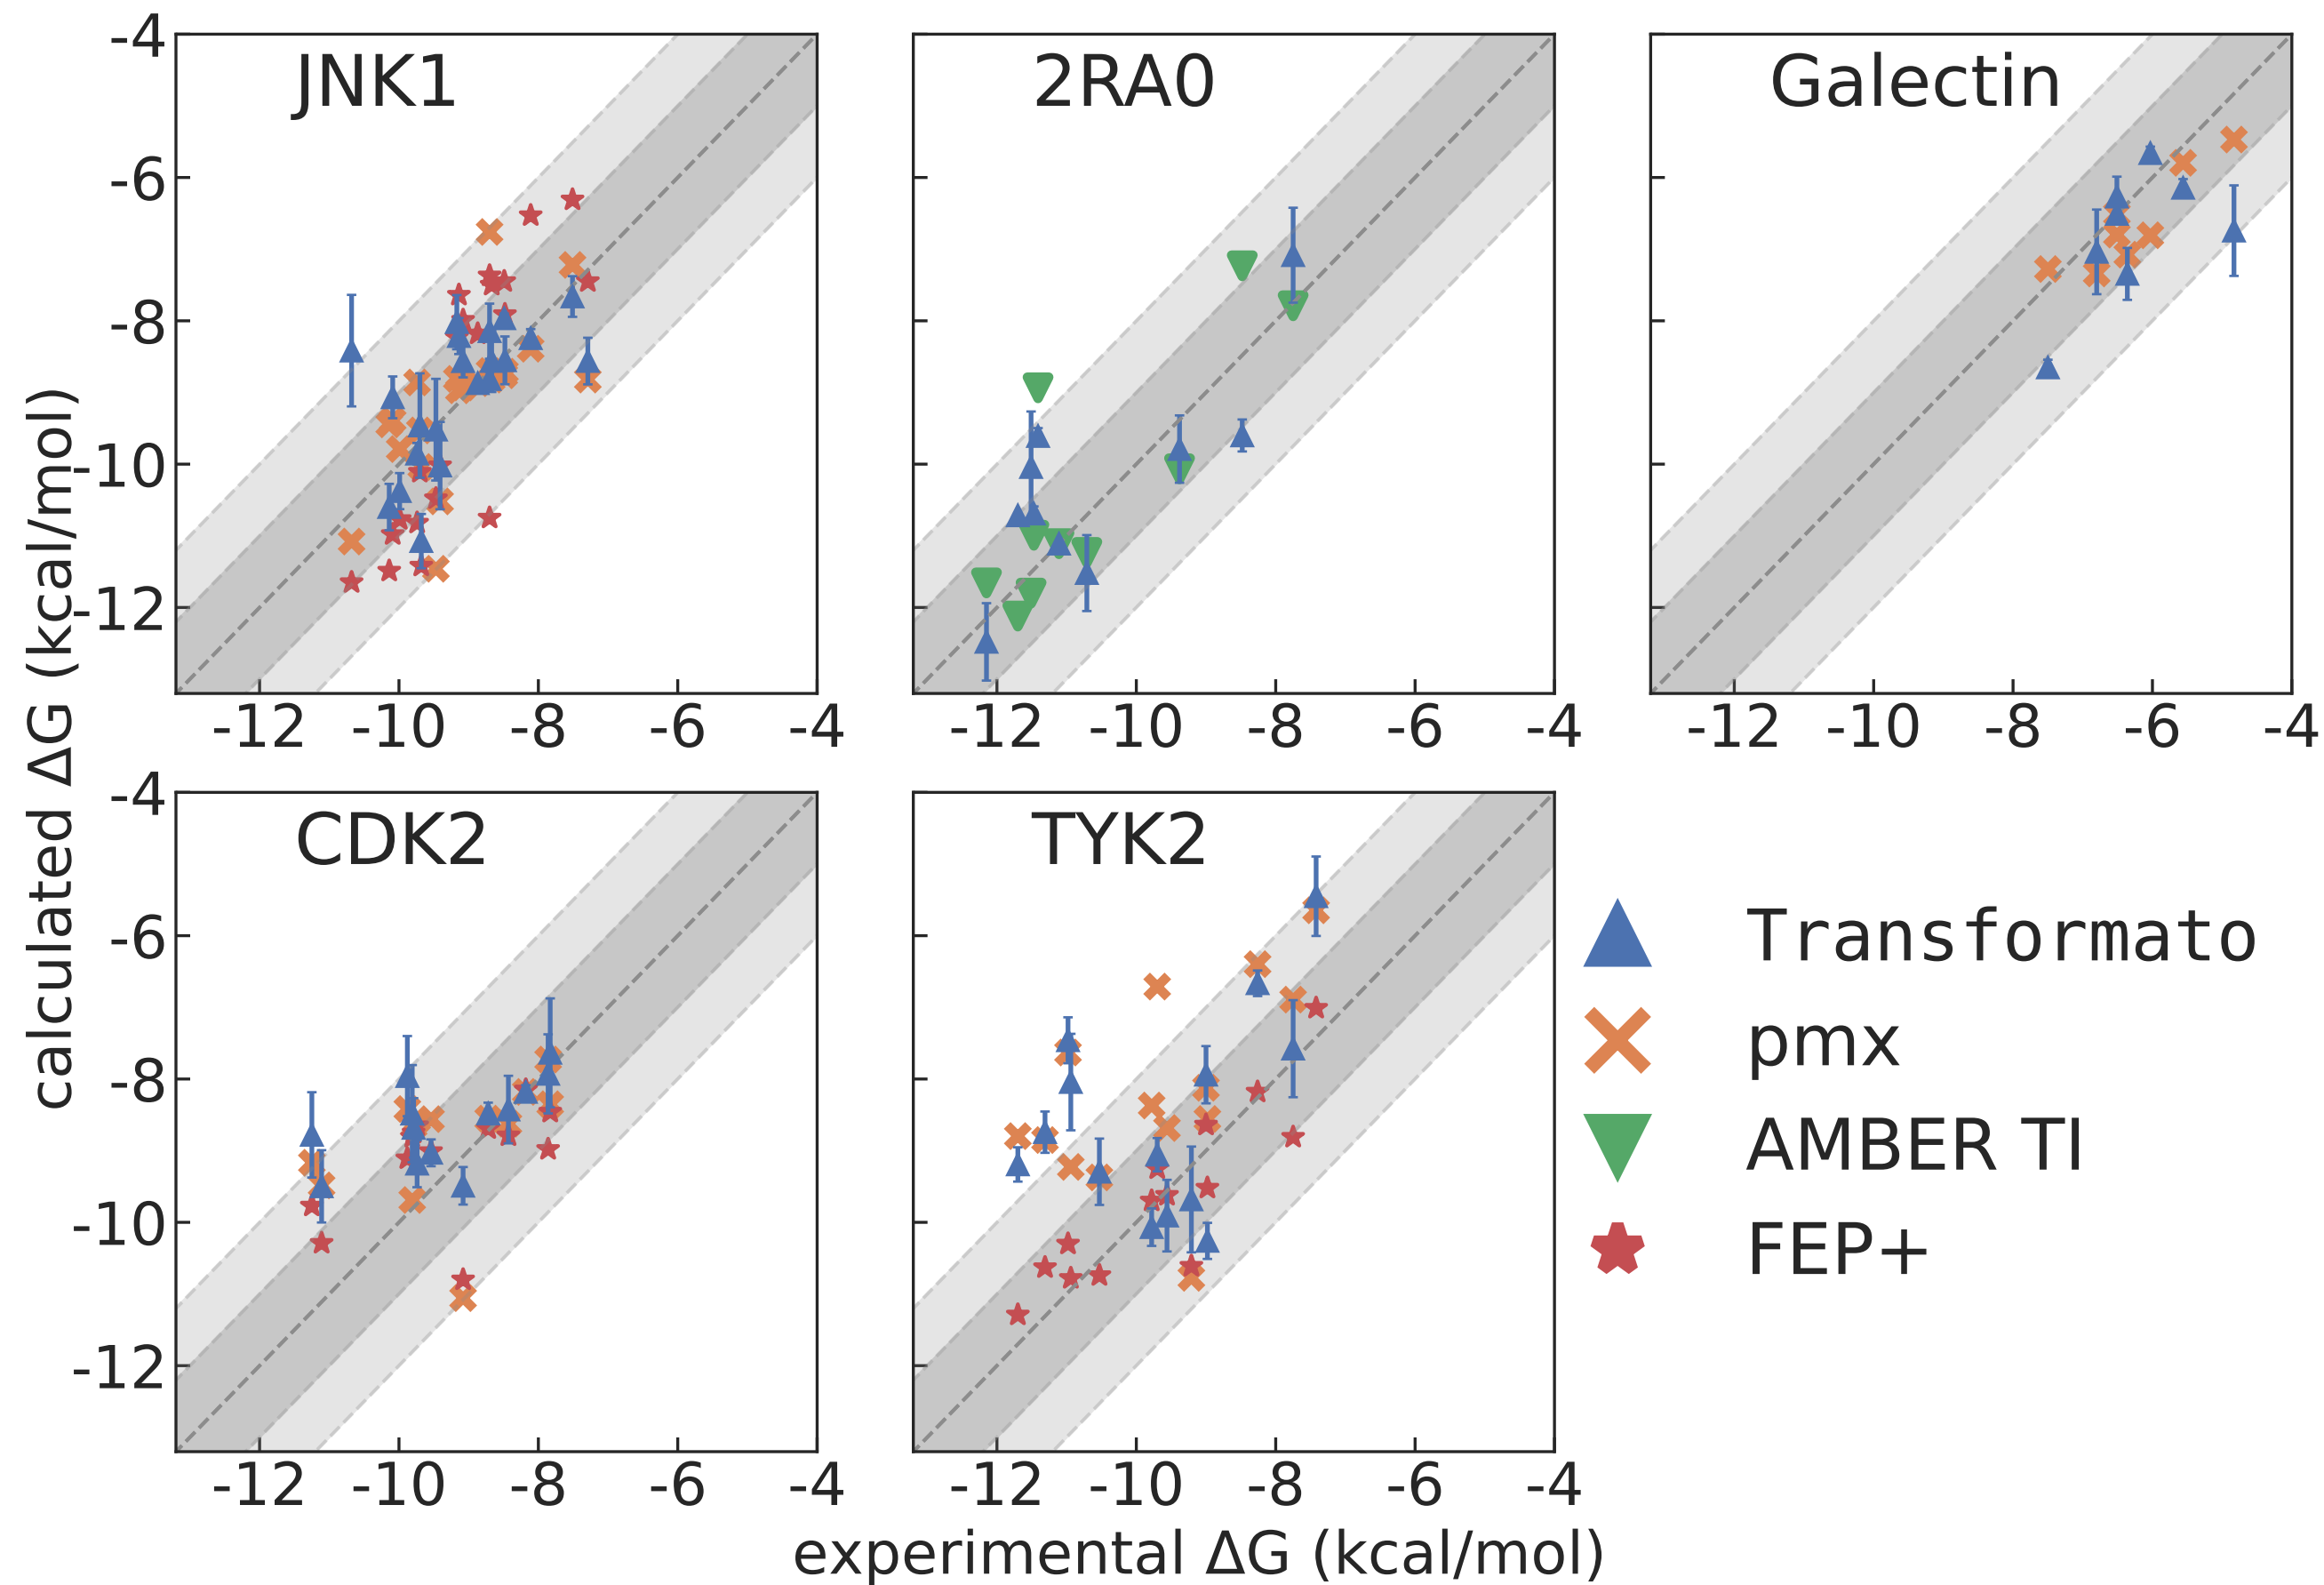 JNK1
2RA0
Galectin
-4
-6
-8
-10
-12
-12 -10 -8 -6 -4
-12 -10 -8 -6 -4
-12 -10 -8 -6 -4
calculated ΔG (kcal/mol)
CDK2
TYK2
-4
-6
-8
-10
-12
-12 -10 -8 -6 -4
-12 -10 -8 -6 -4
Transformato
pmx
AMBER TI
FEP+
experimental ΔG (kcal/mol)